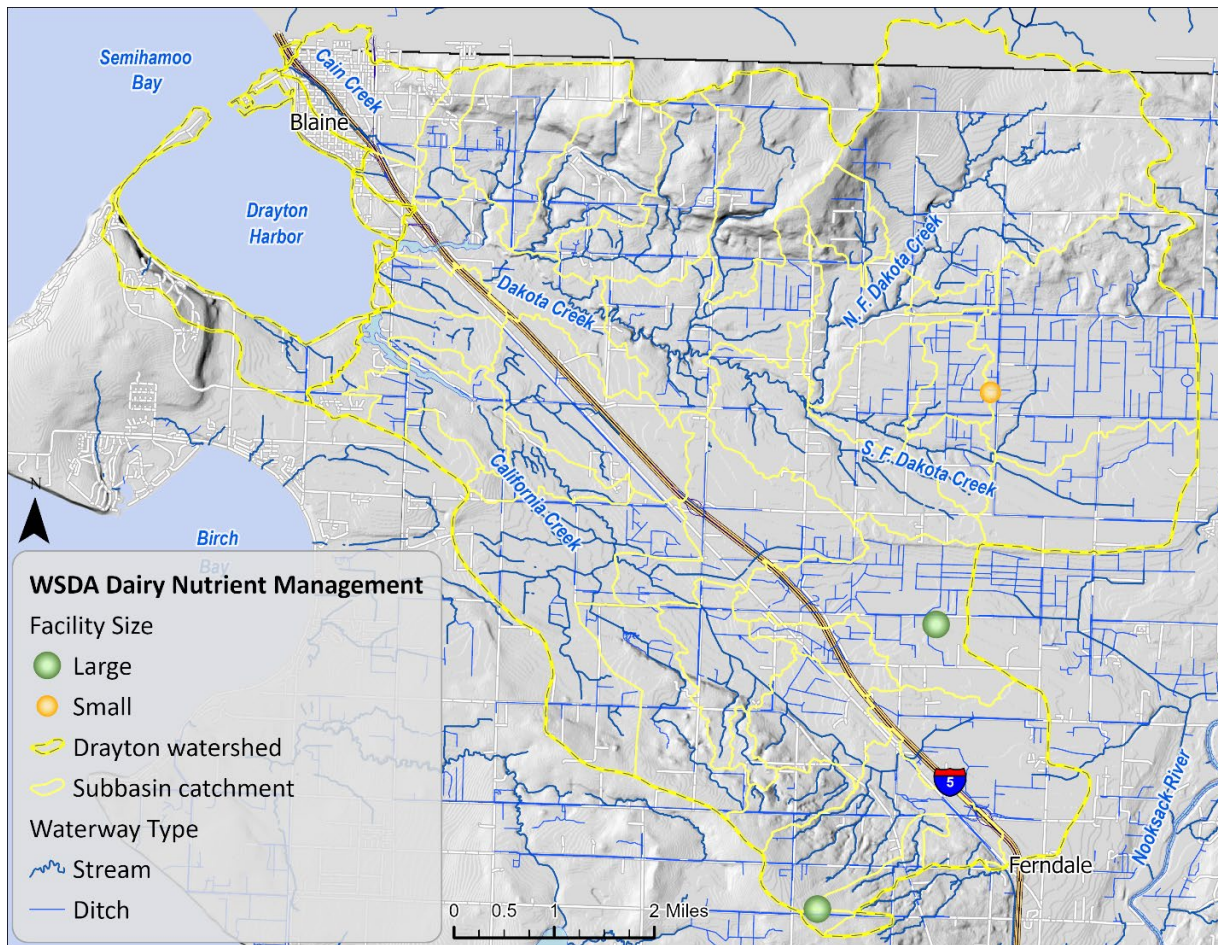 Semihamoo
Bay
Cain Creek
Blaine
Drayton
Harbor
Dakota Creek
N. F. Dakota Creek
S. F. Dakota Creek
California Creek
N
Birch
Bay
WSDA Dairy Nutrient Management
Facility Size
Large
Small
Drayton watershed
Subbasin catchment
Waterway Type
Stream
Ditch
5
Nooksack-River
Ferndale
0 0.5 1 2 Miles